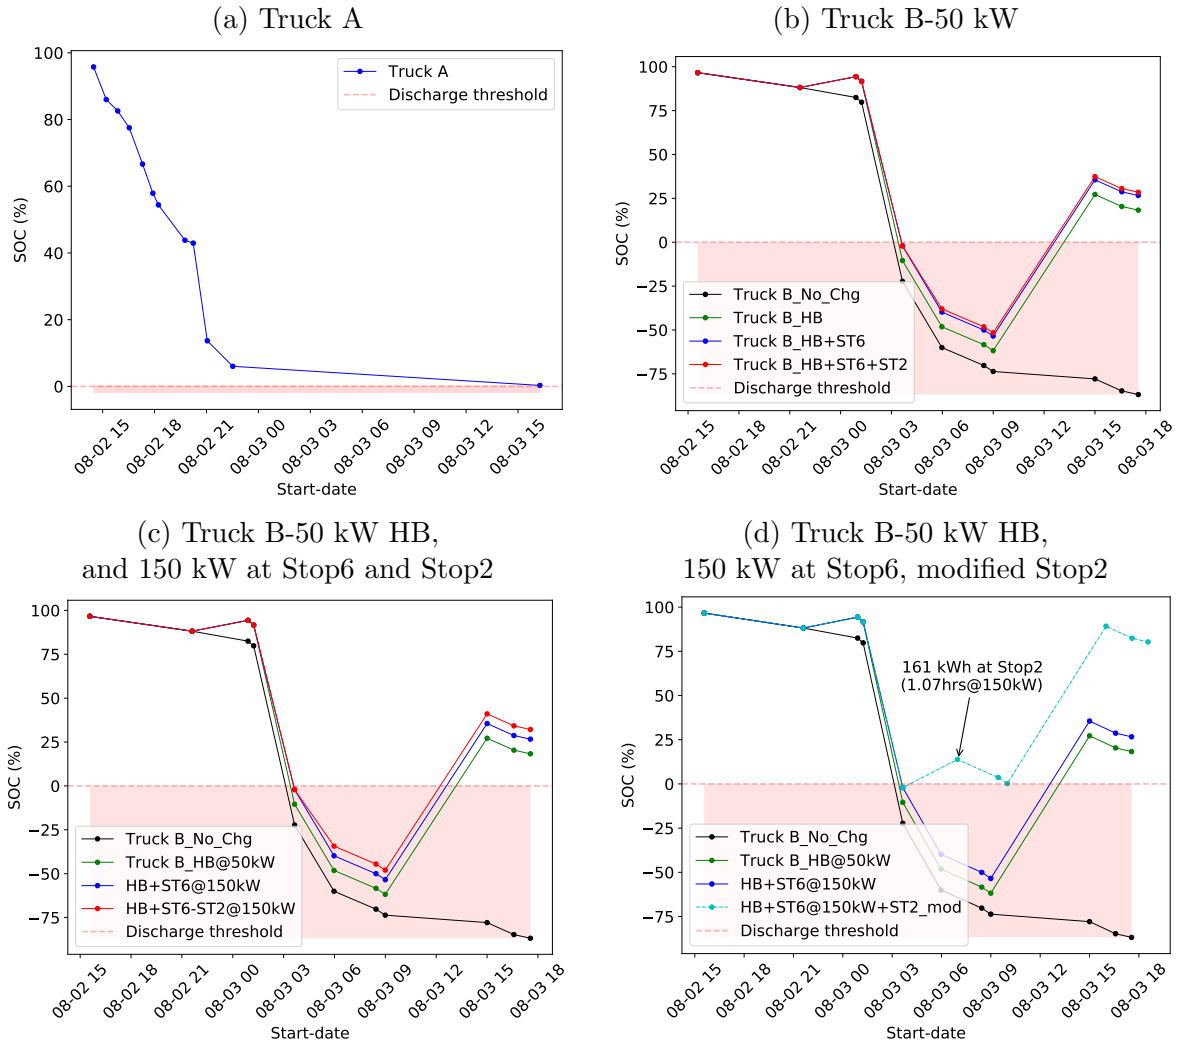 (a) Truck A
100
80
60
40
20
0
SOC (%)
Truck A
Discharge threshold
08-02 15
08-02 18
08-02 21
08-03 00
08-03 03
08-03 06
08-03 09
08-03 12
08-03 15
Start-date
(b) Truck B-50 kW
100
75
50
25
0
−25
−50
−75
SOC (%)
Truck B_No_Chg
Truck B_HB
Truck B_HB+ST6
Truck B_HB+ST6+ST2
Discharge threshold
08-02 15
08-02 18
08-02 21
08-03 00
08-03 03
08-03 06
08-03 09
08-03 12
08-03 15
08-03 18
Start-date
(c) Truck B-50 kW HB,
and 150 kW at Stop6 and Stop2
100
75
50
25
0
−25
−50
−75
SOC (%)
Truck B_No_Chg
Truck B_HB@50kW
HB+ST6@150kW
HB+ST6-ST2@150kW
Discharge threshold
08-02 15
08-02 18
08-02 21
08-03 00
08-03 03
08-03 06
08-03 09
08-03 12
08-03 15
08-03 18
Start-date
(d) Truck B-50 kW HB,
150 kW at Stop6, modified Stop2
100
75
50
25
0
−25
−50
−75
SOC (%)
161 kWh at Stop2
(1.07hrs@150kW)
Truck B_No_Chg
Truck B_HB@50kW
HB+ST6@150kW
HB+ST6@150kW+ST2_mod
Discharge threshold
08-02 15
08-02 18
08-02 21
08-03 00
08-03 03
08-03 06
08-03 09
08-03 12
08-03 15
08-03 18
Start-date